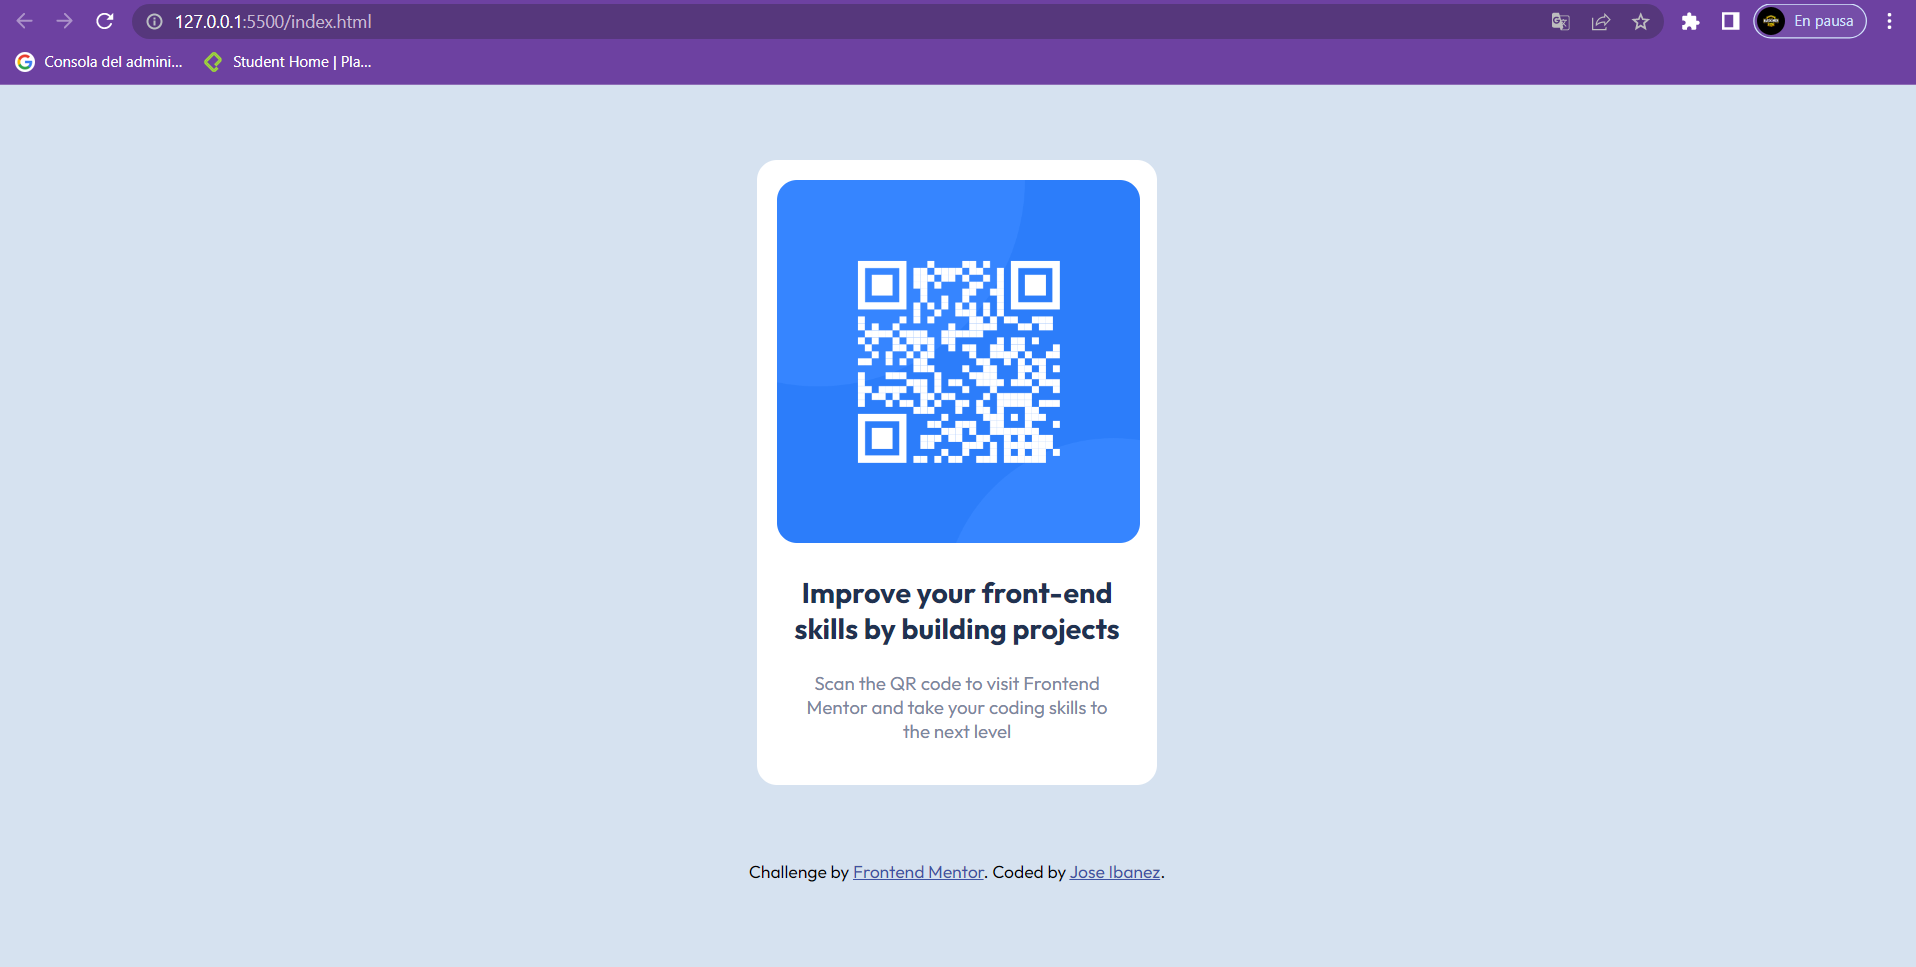 127.0.0.1:5500/index.html
En pausa
Consola del admini...
Student Home | Pla...
Improve your front-end
skills by building projects
Scan the QR code to visit Frontend
Mentor and take your coding skills to
the next level
Challenge by Frontend Mentor. Coded by Jose Ibanez.